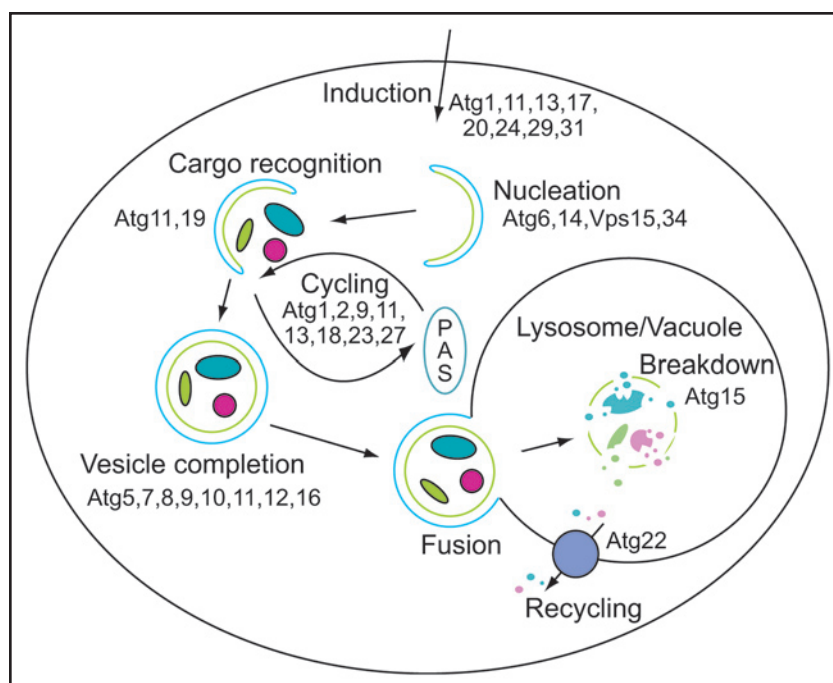 Induction
Atg1,11,13,17,
20,24,29,31
Cargo recognition
Atg11,19
Nucleation
Atg6,14,Vps15,34
Cycling
Atg1,2,9,11,
13,18,23,27
P
A
S
Lysosome/Vacuole
Breakdown
Atg15
Vesicle completion
Atg5,7,8,9,10,11,12,16
Fusion
Atg22
Recycling